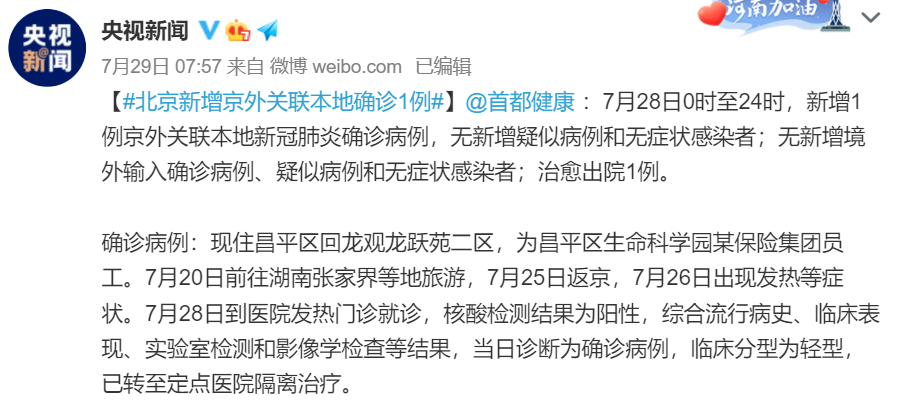 央视
新闻
央视新闻
河南加油
7月29日 07:57 来自 微博 weibo.com 已编辑
【#北京新增京外关联本地确诊1例#】@首都健康 ：7月28日0时至24时，新增1
例京外关联本地新冠肺炎确诊病例，无新增疑似病例和无症状感染者；无新增境
外输入确诊病例、疑似病例和无症状感染者；治愈出院1例。
确诊病例：现住昌平区回龙观龙跃苑二区，为昌平区生命科学园某保险集团员
工。7月20日前往湖南张家界等地旅游，7月25日返京，7月26日出现发热等症
状。7月28日到医院发热门诊就诊，核酸检测结果为阳性，综合流行病史、临床表
现、实验室检测和影像学检查等结果，当日诊断为确诊病例，临床分型为轻型，
已转至定点医院隔离治疗。